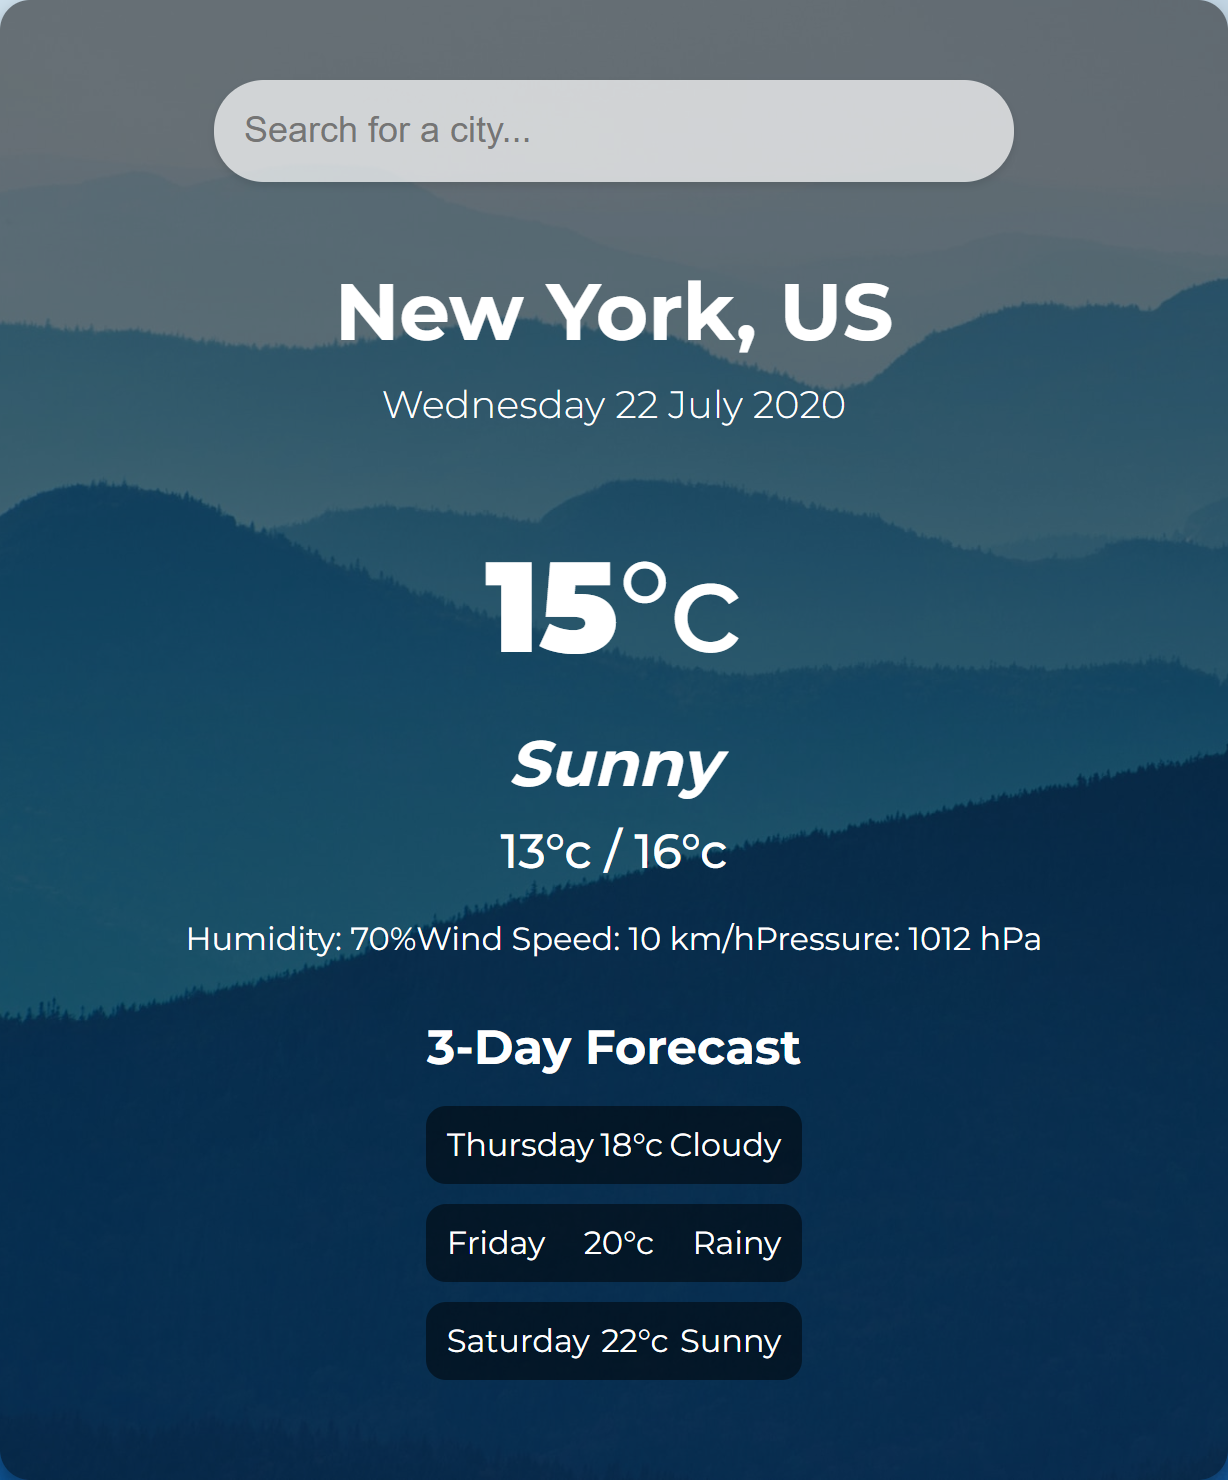 Search for a city...
New York, US
Wednesday 22 July 2020
15°c
Sunny
13°c / 16°c
Humidity: 70%Wind Speed: 10 km/hPressure: 1012 hPa
3-Day Forecast
Thursday 18°c Cloudy
Friday 20°c Rainy
Saturday 22°c Sunny